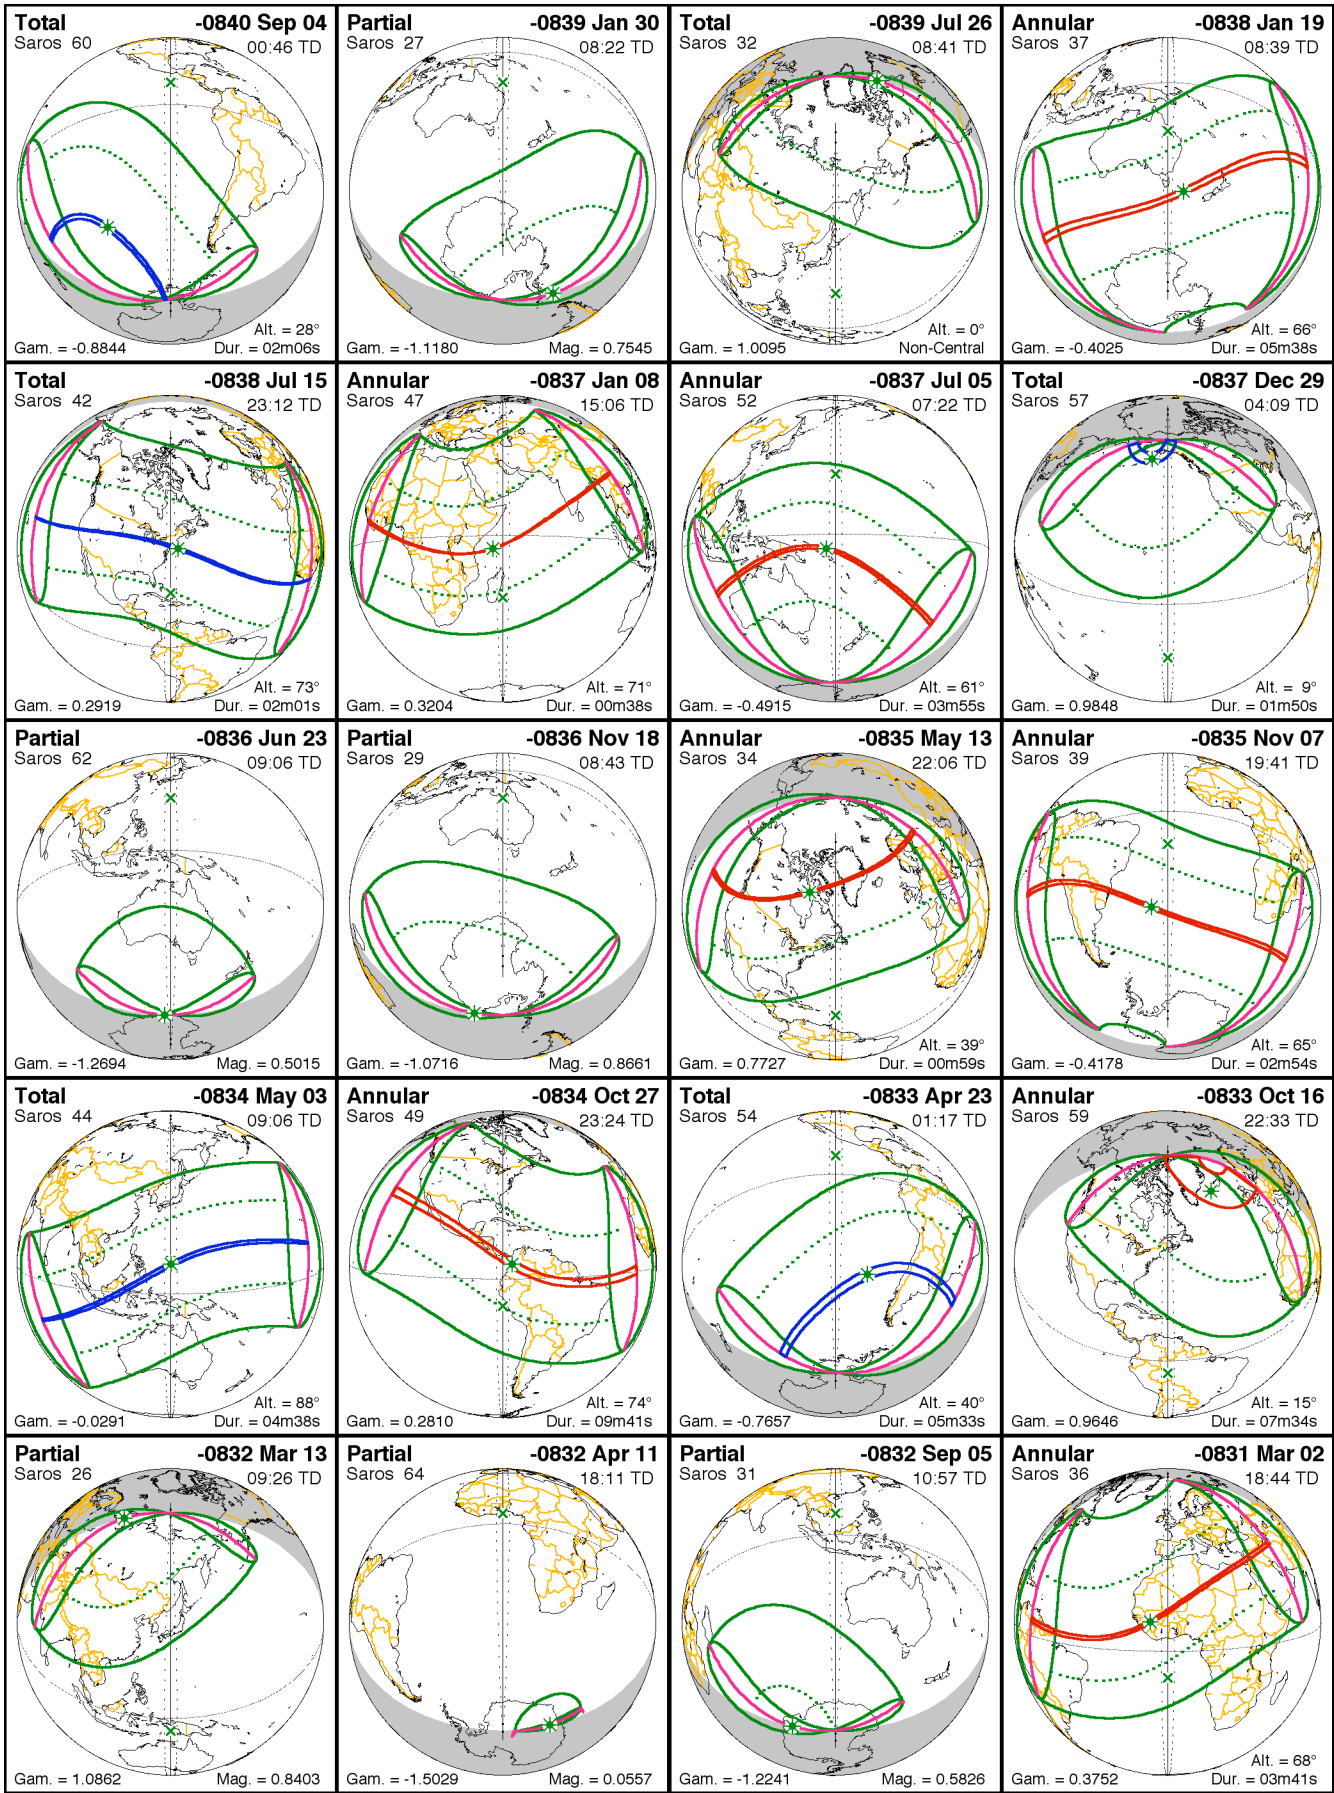 Total -0840 Sep 04
Saros 60 00:46 TD
Alt. = 28°
Gam. = -0.8844 Dur. = 02m06s
Partial -0839 Jan 30
Saros 27 08:22 TD
Gam. = -1.1180 Mag. = 0.7545
Total -0839 Jul 26
Saros 32 08:41 TD
Alt. = 0°
Gam. = 1.0095 Non-Central
Annular -0838 Jan 19
Saros 37 08:39 TD
Alt. = 66°
Gam. = -0.4025 Dur. = 05m38s
Total -0838 Jul 15
Saros 42 23:12 TD
Alt. = 73°
Gam. = 0.2919 Dur. = 02m01s
Annular -0837 Jan 08
Saros 47 15:06 TD
Alt. = 71°
Gam. = 0.3204 Dur. = 00m38s
Annular -0837 Jul 05
Saros 52 07:22 TD
Alt. = 61°
Gam. = -0.4915 Dur. = 03m55s
Total -0837 Dec 29
Saros 57 04:09 TD
Alt. = 9°
Gam. = 0.9848 Dur. = 01m50s
Partial -0836 Jun 23
Saros 62 09:06 TD
Gam. = -1.2694 Mag. = 0.5015
Partial -0836 Nov 18
Saros 29 08:43 TD
Gam. = -1.0716 Mag. = 0.8661
Annular -0835 May 13
Saros 34 22:06 TD
Alt. = 39°
Gam. = 0.7727 Dur. = 00m59s
Annular -0835 Nov 07
Saros 39 19:41 TD
Alt. = 65°
Gam. = -0.4178 Dur. = 02m54s
Total -0834 May 03
Saros 44 09:06 TD
Alt. = 88°
Gam. = -0.0291 Dur. = 04m38s
Annular -0834 Oct 27
Saros 49 23:24 TD
Alt. = 74°
Gam. = 0.2810 Dur. = 09m41s
Total -0833 Apr 23
Saros 54 01:17 TD
Alt. = 40°
Gam. = -0.7657 Dur. = 05m33s
Annular -0833 Oct 16
Saros 59 22:33 TD
Alt. = 15°
Gam. = 0.9646 Dur. = 07m34s
Partial -0832 Mar 13
Saros 26 09:26 TD
Gam. = 1.0862 Mag. = 0.8403
Partial -0832 Apr 11
Saros 64 18:11 TD
Gam. = -1.5029 Mag. = 0.0557
Partial -0832 Sep 05
Saros 31 10:57 TD
Gam. = -1.2241 Mag. = 0.5826
Annular -0831 Mar 02
Saros 36 18:44 TD
Alt. = 68°
Gam. = 0.3752 Dur. = 03m41s